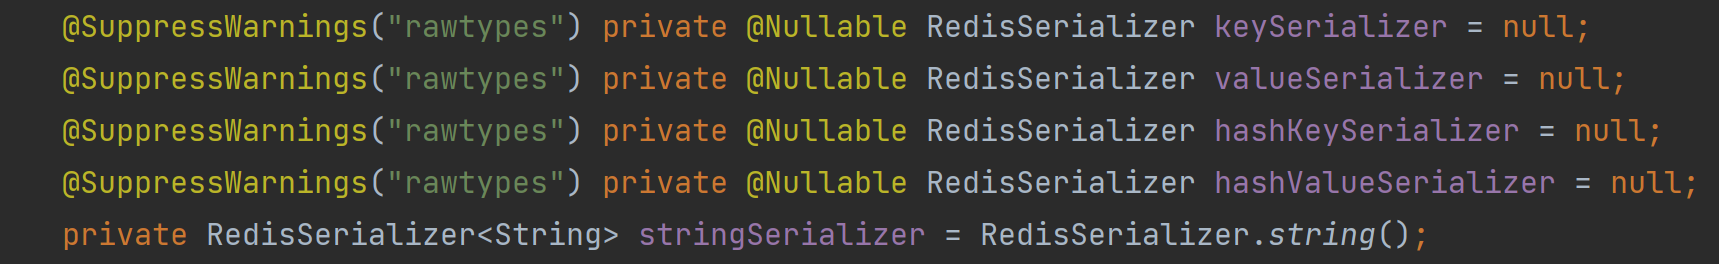 @SuppressWarnings("rawtypes") private @Nullable RedisSerializer keySerializer = null;
@SuppressWarnings("rawtypes") private @Nullable RedisSerializer valueSerializer = null;
@SuppressWarnings("rawtypes") private @Nullable RedisSerializer hashKeySerializer = null;
@SuppressWarnings("rawtypes") private @Nullable RedisSerializer hashValueSerializer = null;
private RedisSerializer<String> stringSerializer = RedisSerializer.string();